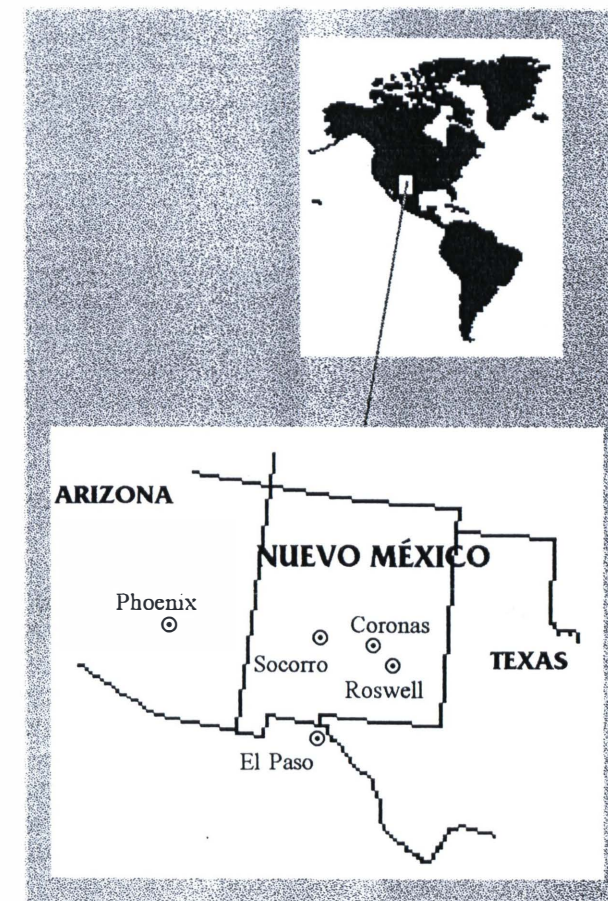 ARIZONA
NUEVO MÉXICO
Phoenix
Coronas
Socorro
TEXAS
Roswell
El Paso